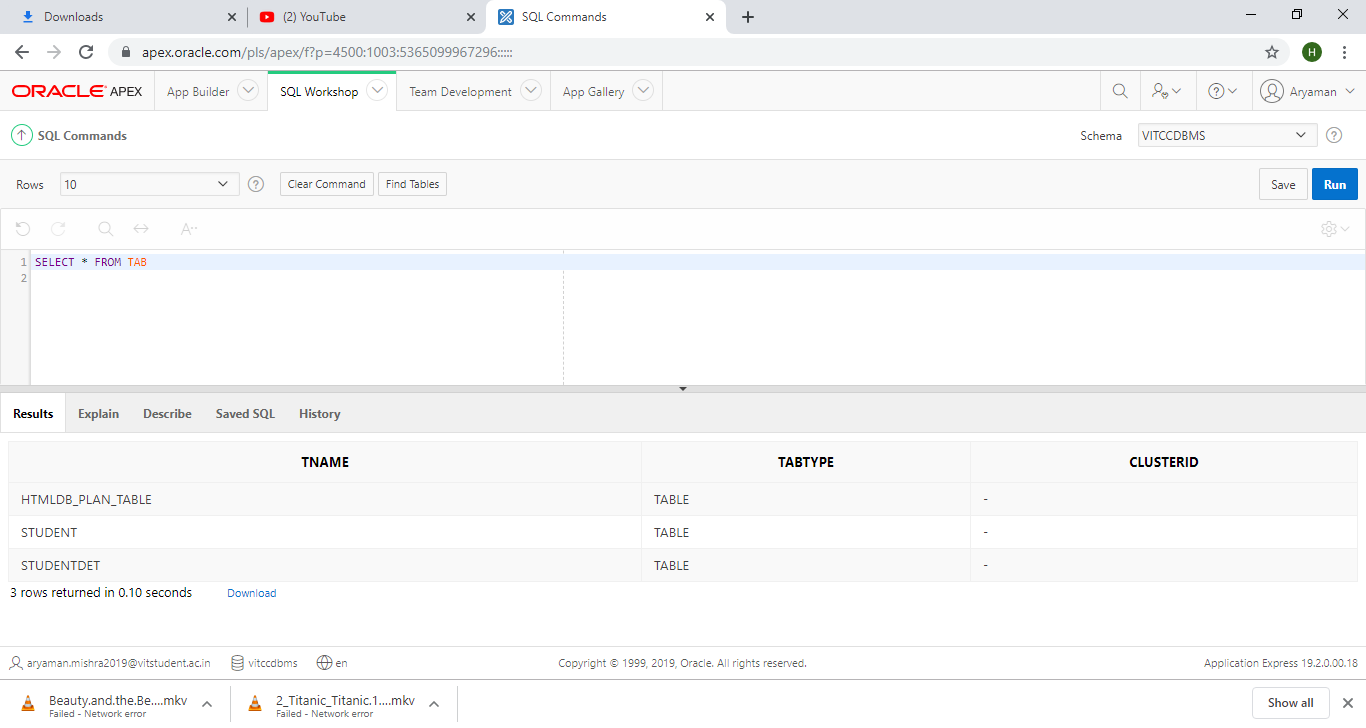 Downloads
(2) YouTube
SQL Commands
apex.oracle.com/pls/apex/f?p=4500:1003:5365099967296:::::
H
ORACLE APEX
App Builder
SQL Workshop
Team Development
App Gallery
Aryaman
SQL Commands
Schema
VITCCDBMS
Rows
10
Clear Command
Find Tables
Save
Run
1 SELECT * FROM TAB
2
Results Explain Describe Saved SQL History
TNAME TABTYPE CLUSTERID
HTMLDB_PLAN_TABLE TABLE -
STUDENT TABLE -
STUDENTDET TABLE -
3 rows returned in 0.10 seconds Download
aryaman.mishra2019@vitstudent.ac.in vitccdbms en
Copyright © 1999, 2019, Oracle. All rights reserved.
Application Express 19.2.0.00.18
Beauty.and.the.Be....mkv
Failed - Network error
2_Titanic_Titanic.1....mkv
Failed - Network error
Show all